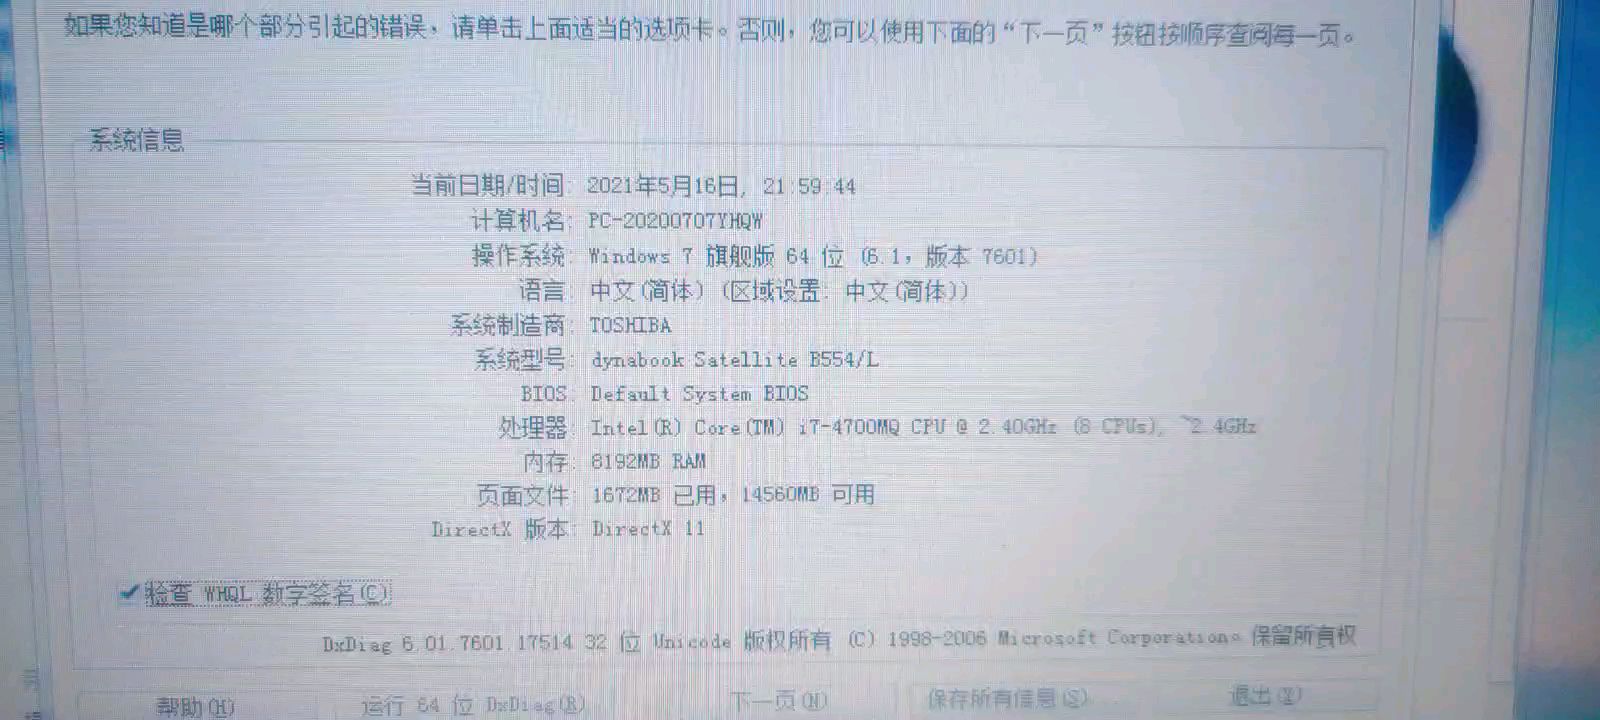 如果您知道是哪个部分引起的错误，请单击上面适当的选项卡。否则，您可以使用下面的“下一页”按钮按顺序查阅每一页。
系统信息
当前日期/时间: 2021年5月16日, 21:59:44
计算机名: PC-20200707YHQW
操作系统: Windows 7 旗舰版 64 位 (6.1, 版本 7601)
语言: 中文(简体) (区域设置: 中文(简体))
系统制造商: TOSHIBA
系统型号: dynabook Satellite B554/L
BIOS: Default System BIOS
处理器: Intel(R) Core(TM) i7-4700MQ CPU @ 2.40GHz (8 CPUs), ~2.4GHz
内存: 8192MB RAM
页面文件: 1672MB 已用, 14560MB 可用
DirectX 版本: DirectX 11
检查 WHQL 数字签名(C)
DxDiag 6.01.7601.17514 32 位 Unicode 版权所有 (C) 1998-2006 Microsoft Corporation。保留所有权
帮助(H) 运行 64 位 DxDiag(R) 下一页(N) 保存所有信息(S) 退出(X)